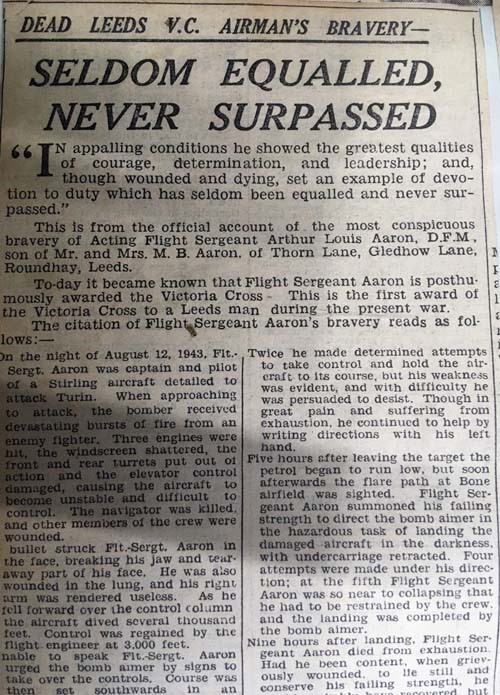 DEAD LEEDS V.C. AIRMAN'S BRAVERY—
SELDOM EQUALLED,
NEVER SURPASSED
"IN appalling conditions he showed the greatest qualities
of courage, determination, and leadership; and,
though wounded and dying, set an example of devo-
tion to duty which has seldom been equalled and never sur-
passed."
This is from the official account of the most conspicuous
bravery of Acting Flight Sergeant Arthur Louis Aaron, D.F.M.,
son of Mr. and Mrs. M. B. Aaron, of Thorn Lane, Gledhow Lane,
Roundhay, Leeds.
To-day it became known that Flight Sergeant Aaron is posthu-
mously awarded the Victoria Cross - This is the first award of
the Victoria Cross to a Leeds man during the present war.
The citation of Flight Sergeant Aaron's bravery reads as fol-
lows:—
On the night of August 12, 1943, Flt.-
Sergt. Aaron was captain and pilot
of a Stirling aircraft detailed to
attack Turin. When approaching
to attack, the bomber received
devastating bursts of fire from an
enemy fighter. Three engines were
hit, the windscreen shattered, the
front and rear turrets put out of
action and the elevator control
damaged, causing the aircraft to
become unstable and difficult to
control. The navigator was killed,
and other members of the crew were
wounded.
bullet struck Flt.-Sergt. Aaron in
the face, breaking his jaw and tear-
away part of his face. He was also
wounded in the lung, and his right
arm was rendered useless. As he
fell forward over the control column
the aircraft dived several thousand
feet. Control was regained by the
flight engineer at 3,000 feet.
nable to speak Flt.-Sergt. Aaron
urged the bomb aimer by signs to
take over the controls. Course was
then set southwards in an
Twice he made determined attempts
to take control and hold the air-
craft to its course, but his weakness
was evident, and with difficulty he
was persuaded to desist. Though in
great pain and suffering from
exhaustion, he continued to help by
writing directions with his left
hand.
Five hours after leaving the target the
petrol began to run low, but soon
afterwards the flare path at Bone
airfield was sighted. Flight Ser-
geant Aaron summoned his failing
strength to direct the bomb aimer in
the hazardous task of landing the
damaged aircraft in the darkness,
with undercarriage retracted. Four
attempts were made under his direc-
tion; at the fifth Flight Sergeant
Aaron was so near to collapsing that
he had to be restrained by the crew,
and the landing was completed by
the bomb aimer.
Nine hours after landing, Flight Ser-
geant Aaron died from exhaustion.
Had he been content, when griev-
ously wounded, to lie still and
conserve his failing strength, he
have recovered, but